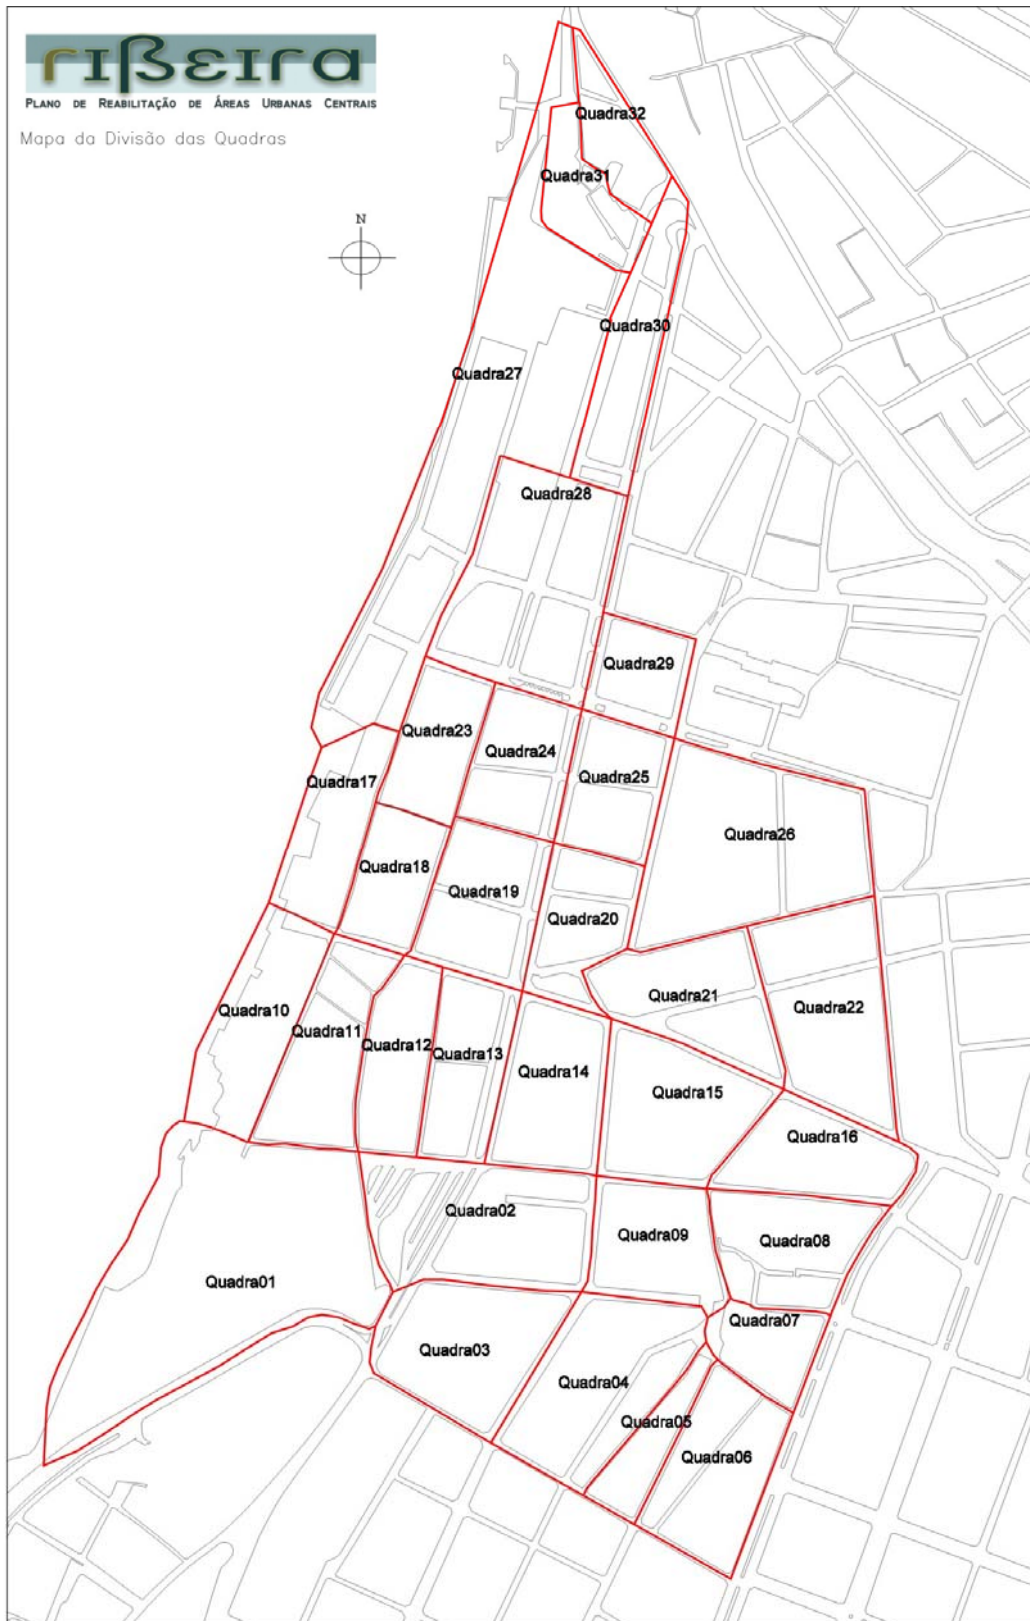 riβeira
PLANO DE REABILITAÇÃO DE ÁREAS URBANAS CENTRAIS
Mapa da Divisão das Quadras
N
Quadra32
Quadra31
Quadra30
Quadra27
Quadra28
Quadra29
Quadra23
Quadra24
Quadra25
Quadra17
Quadra26
Quadra18
Quadra19
Quadra20
Quadra21
Quadra22
Quadra10
Quadra11
Quadra12
Quadra13
Quadra14
Quadra15
Quadra16
Quadra02
Quadra09
Quadra08
Quadra01
Quadra07
Quadra03
Quadra04
Quadra05
Quadra06